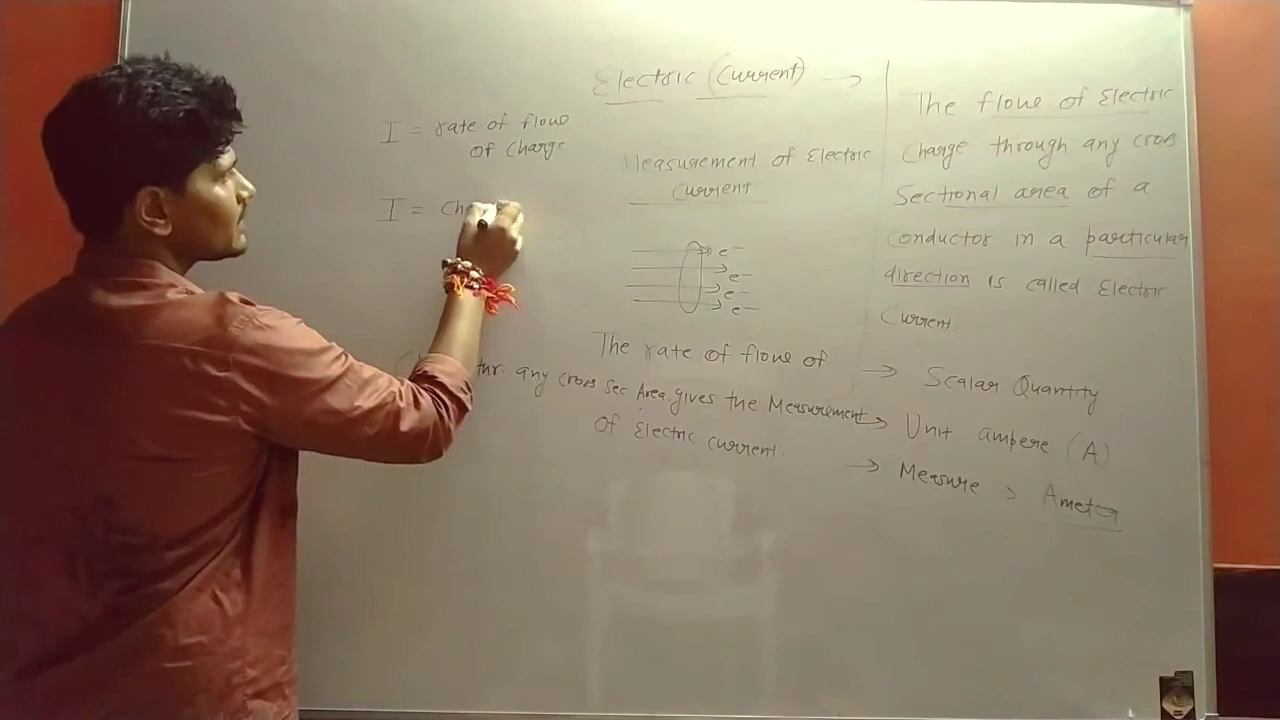 Electric (Current) →
I = rate of flow
of charge
I = Ch
Measurement of Electric
Current
e−
e−
e−
e−
The rate of flow of
thr. any cross sec Area gives the Measurement
of Electric current.
The flow of Electric
Charge through any cross
Sectional area of a
Conductor in a particular
direction is called Electric
Current
→ Scalar Quantity
→ Unit ampere (A)
→ Measure → Ameter